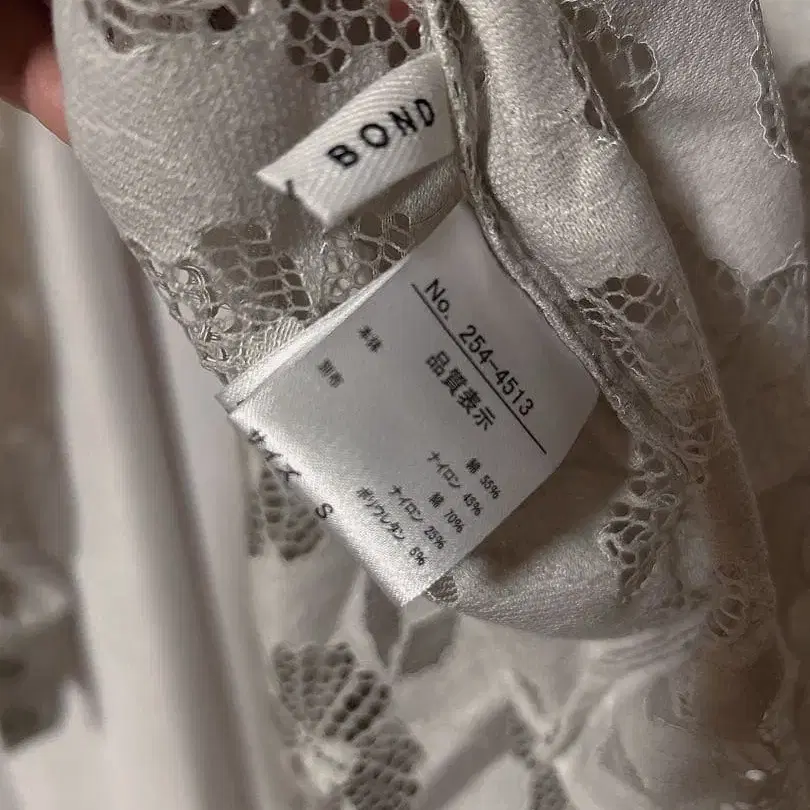 BOND
No. 254-4513
品質表示
本体 綿 55%
ナイロン 45%
別布 綿 70%
ナイロン 25%
ポリウレタン 5%
サイズ S